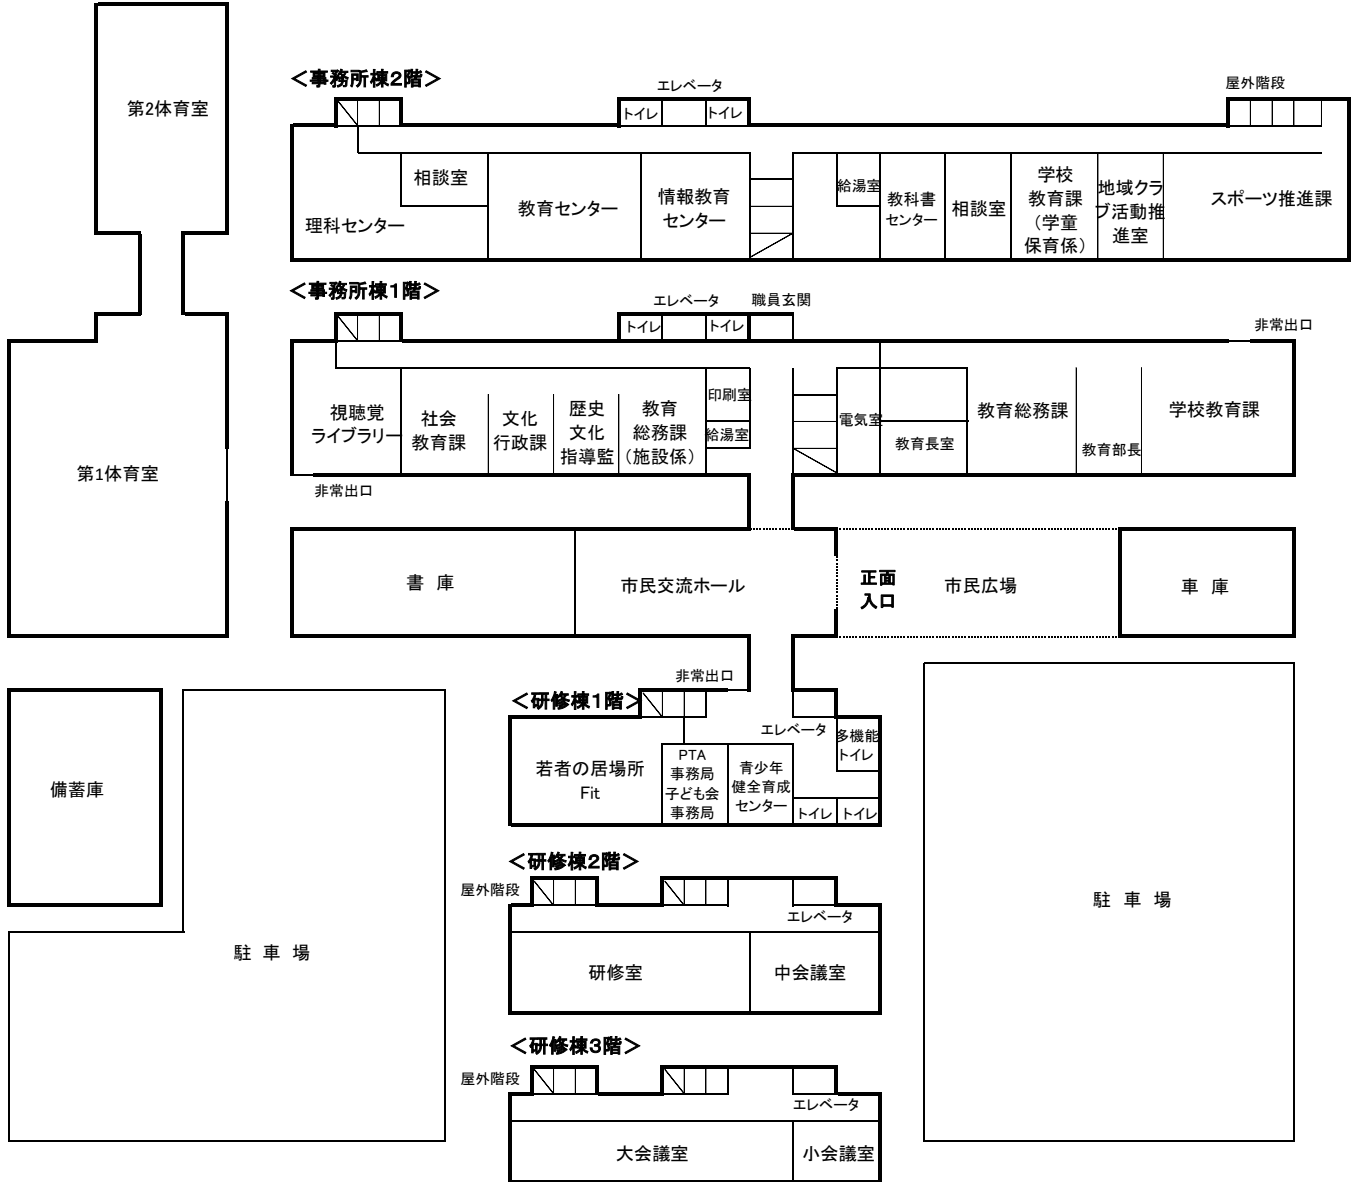 第2体育室
第1体育室
＜事務所棟2階＞
エレベータ
屋外階段
トイレ
トイレ
理科センター
相談室
教育センター
情報教育
センター
給湯室
教科書
センター
相談室
学校
教育課
（学童
保育係）
地域クラ
ブ活動推
進室
スポーツ推進課
＜事務所棟1階＞
エレベータ
職員玄関
非常出口
トイレ
トイレ
視聴覚
ライブラリー
社会
教育課
文化
行政課
歴史
文化
指導監
教育
総務課
（施設係）
印刷室
給湯室
電気室
教育長室
教育総務課
教育部長
学校教育課
非常出口
書 庫
市民交流ホール
正面
入口
市民広場
車 庫
非常出口
＜研修棟1階＞
エレベータ
多機能
トイレ
若者の居場所
Fit
PTA
事務局
子ども会
事務局
青少年
健全育成
センター
トイレ
トイレ
備蓄庫
駐 車 場
＜研修棟2階＞
屋外階段
エレベータ
研修室
中会議室
駐 車 場
＜研修棟3階＞
屋外階段
エレベータ
大会議室
小会議室